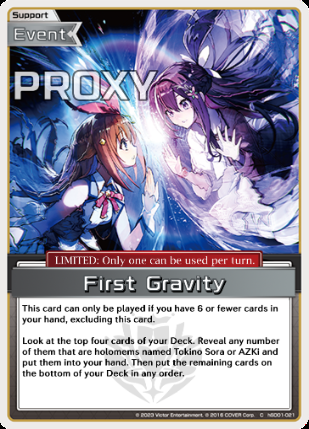 Support
Event
PROXY
LIMITED: Only one can be used per turn.
First Gravity
This card can only be played if you have 6 or fewer cards in
your hand, excluding this card.
Look at the top four cards of your Deck. Reveal any number
of them that are holomems named Tokino Sora or AZKi and
put them into your hand. Then put the remaining cards on
the bottom of your Deck in any order.
© 2023 Victor Entertainment. © 2016 COVER Corp. C hSD01-021